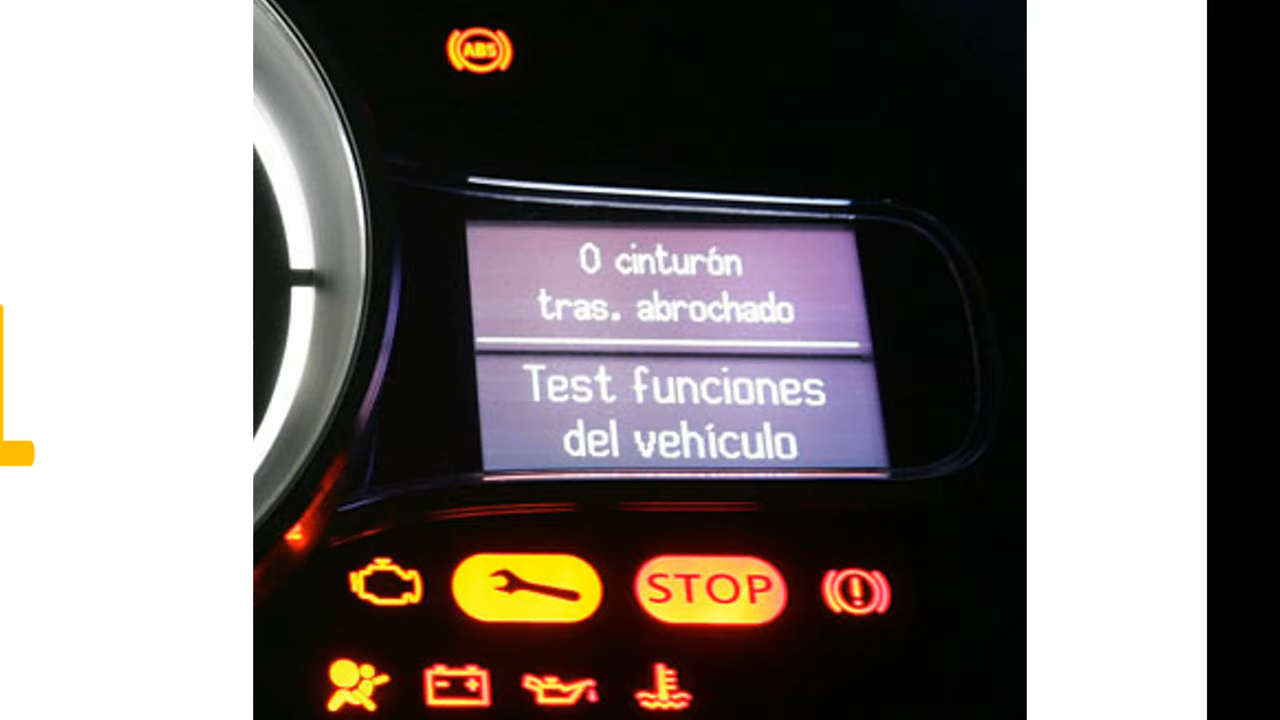 ABS
0 cinturón
tras. abrochado
Test funciones
del vehículo
STOP